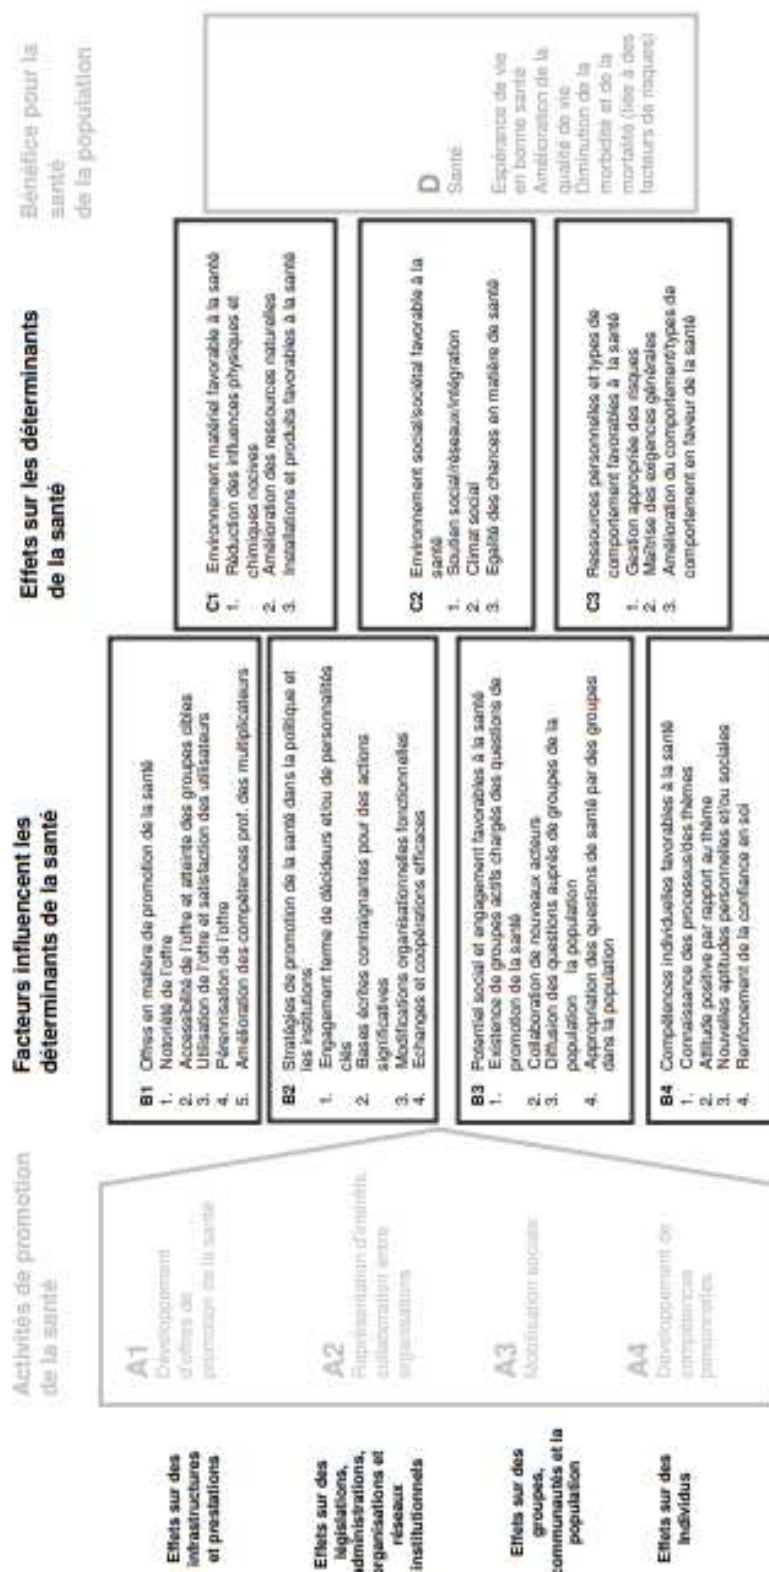 Activités de promotion
de la santé
Facteurs influencent les
déterminants de la santé
Effets sur les déterminants
de la santé
Bénéfice pour la
santé
de la population
Effets sur des
infrastructures
et prestations
A1
Développement
d'offres de
promotion de la santé
B1 Offres en matière de promotion de la santé
1. Notoriété de l'offre
2. Accessibilité de l'offre et atteinte des groupes cibles
3. Utilisation de l'offre et satisfaction des utilisateurs
4. Pérennisation de l'offre
5. Amélioration des compétences prof. des multiplicateurs
Effets sur des
législations,
administrations,
organisations et
réseaux
institutionnels
A2
Représentation d'intérêts,
collaboration entre
organisations
B2 Stratégies de promotion de la santé dans la politique et
les institutions
1. Engagement ferme de décideurs et/ou de personnalités
clés
2. Bases écrites contraignantes pour des actions
significatives
3. Modifications organisationnelles fonctionnelles
4. Echanges et coopérations efficaces
Effets sur des
groupes,
communautés et la
population
A3
Mobilisation sociale
B3 Potentiel social et engagement favorables à la santé
1. Existence de groupes actifs chargés des questions de
promotion de la santé
2. Collaboration de nouveaux acteurs
3. Diffusion des questions auprès de groupes de la
population la population
4. Appropriation des questions de santé par des groupes
dans la population
Effets sur des
Individus
A4
Développement de
compétences
personnelles
B4 Compétences individuelles favorables à la santé
1. Connaissance des processus/des thèmes
2. Attitude positive par rapport au thème
3. Nouvelles aptitudes personnelles et/ou sociales
4. Renforcement de la confiance en soi
C1 Environnement matériel favorable à la santé
1. Réduction des influences physiques et
chimiques nocives
2. Amélioration des ressources naturelles
3. Installations et produits favorables à la santé
C2 Environnement social/sociétal favorable à la
santé
1. Soutien social/réseaux/intégration
2. Climat social
3. Egalité des chances en matière de santé
C3 Ressources personnelles et types de
comportement favorables à la santé
1. Gestion appropriée des risques
2. Maîtrise des exigences générales
3. Amélioration du comportement/types de
comportement en faveur de la santé
D
Santé
Espérance de vie
en bonne santé
Amélioration de la
qualité de vie
Diminution de la
morbidité et de la
mortalité (liée à des
facteurs de risques)